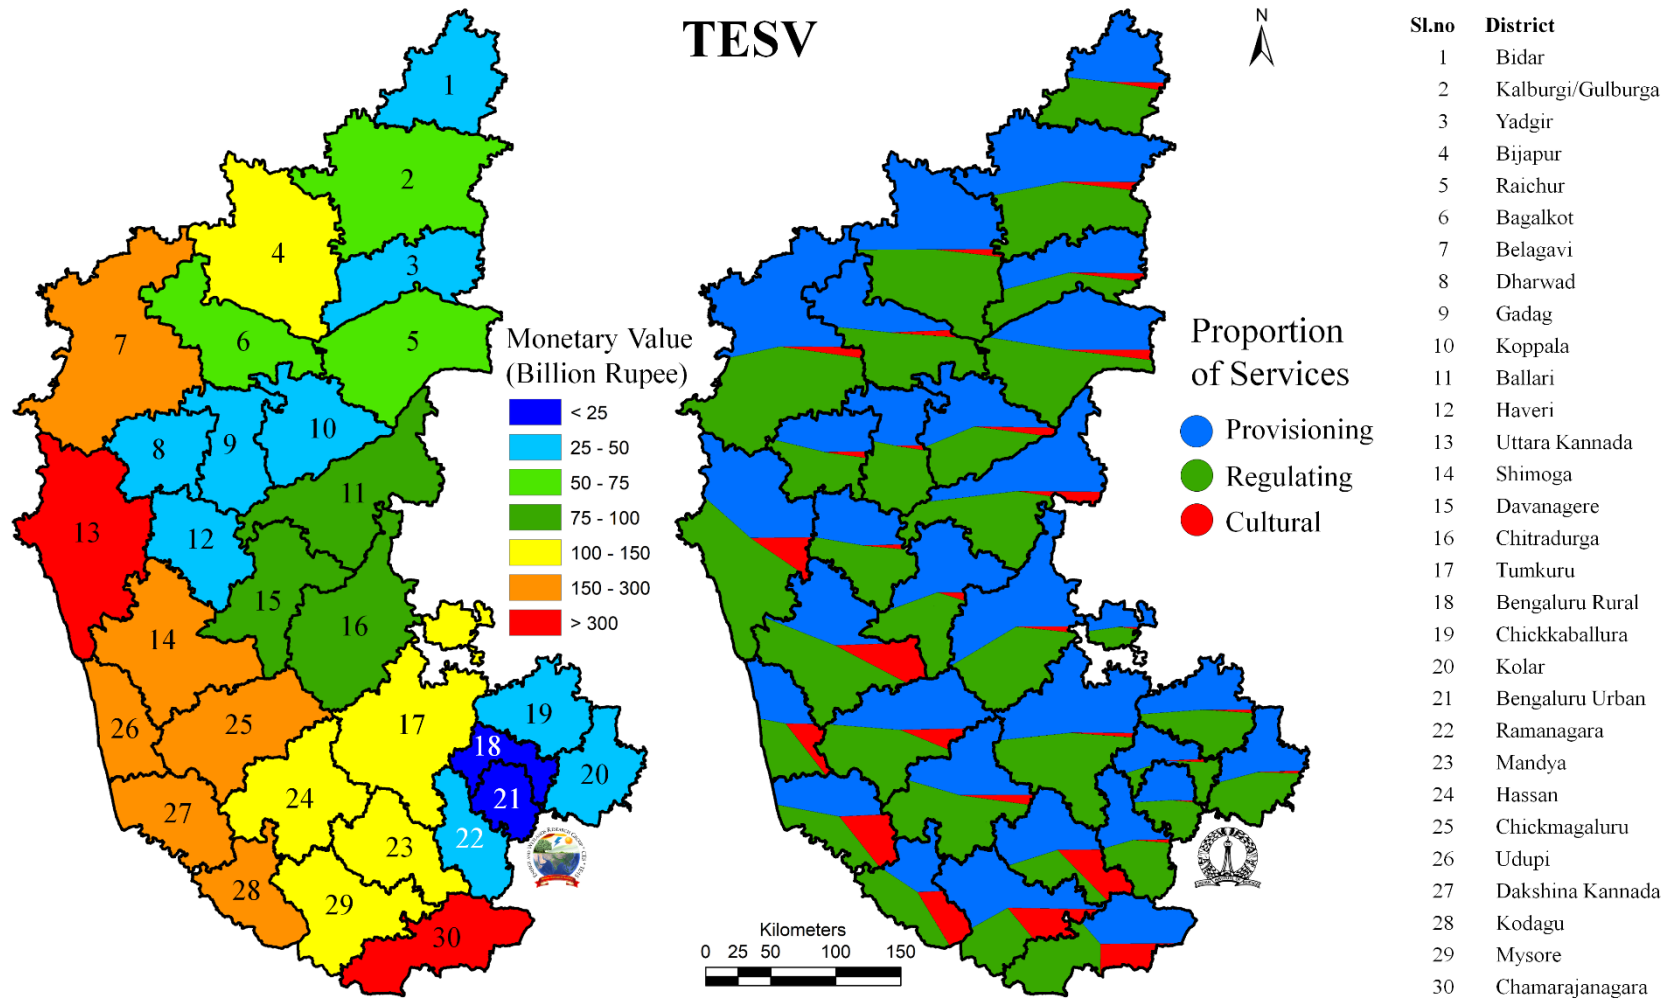 TESV
N
1
2
3
4
5
6
7
8
9
10
11
12
13
14
15
16
17
18
19
20
21
22
23
24
25
26
27
28
29
30
Monetary Value
(Billion Rupee)
< 25
25 - 50
50 - 75
75 - 100
100 - 150
150 - 300
> 300
Proportion
of Services
Provisioning
Regulating
Cultural
Kilometers
0 25 50 100 150
Sl.no District
1 Bidar
2 Kalburgi/Gulburga
3 Yadgir
4 Bijapur
5 Raichur
6 Bagalkot
7 Belagavi
8 Dharwad
9 Gadag
10 Koppala
11 Ballari
12 Haveri
13 Uttara Kannada
14 Shimoga
15 Davanagere
16 Chitradurga
17 Tumkuru
18 Bengaluru Rural
19 Chickkaballura
20 Kolar
21 Bengaluru Urban
22 Ramanagara
23 Mandya
24 Hassan
25 Chickmagaluru
26 Udupi
27 Dakshina Kannada
28 Kodagu
29 Mysore
30 Chamarajanagara